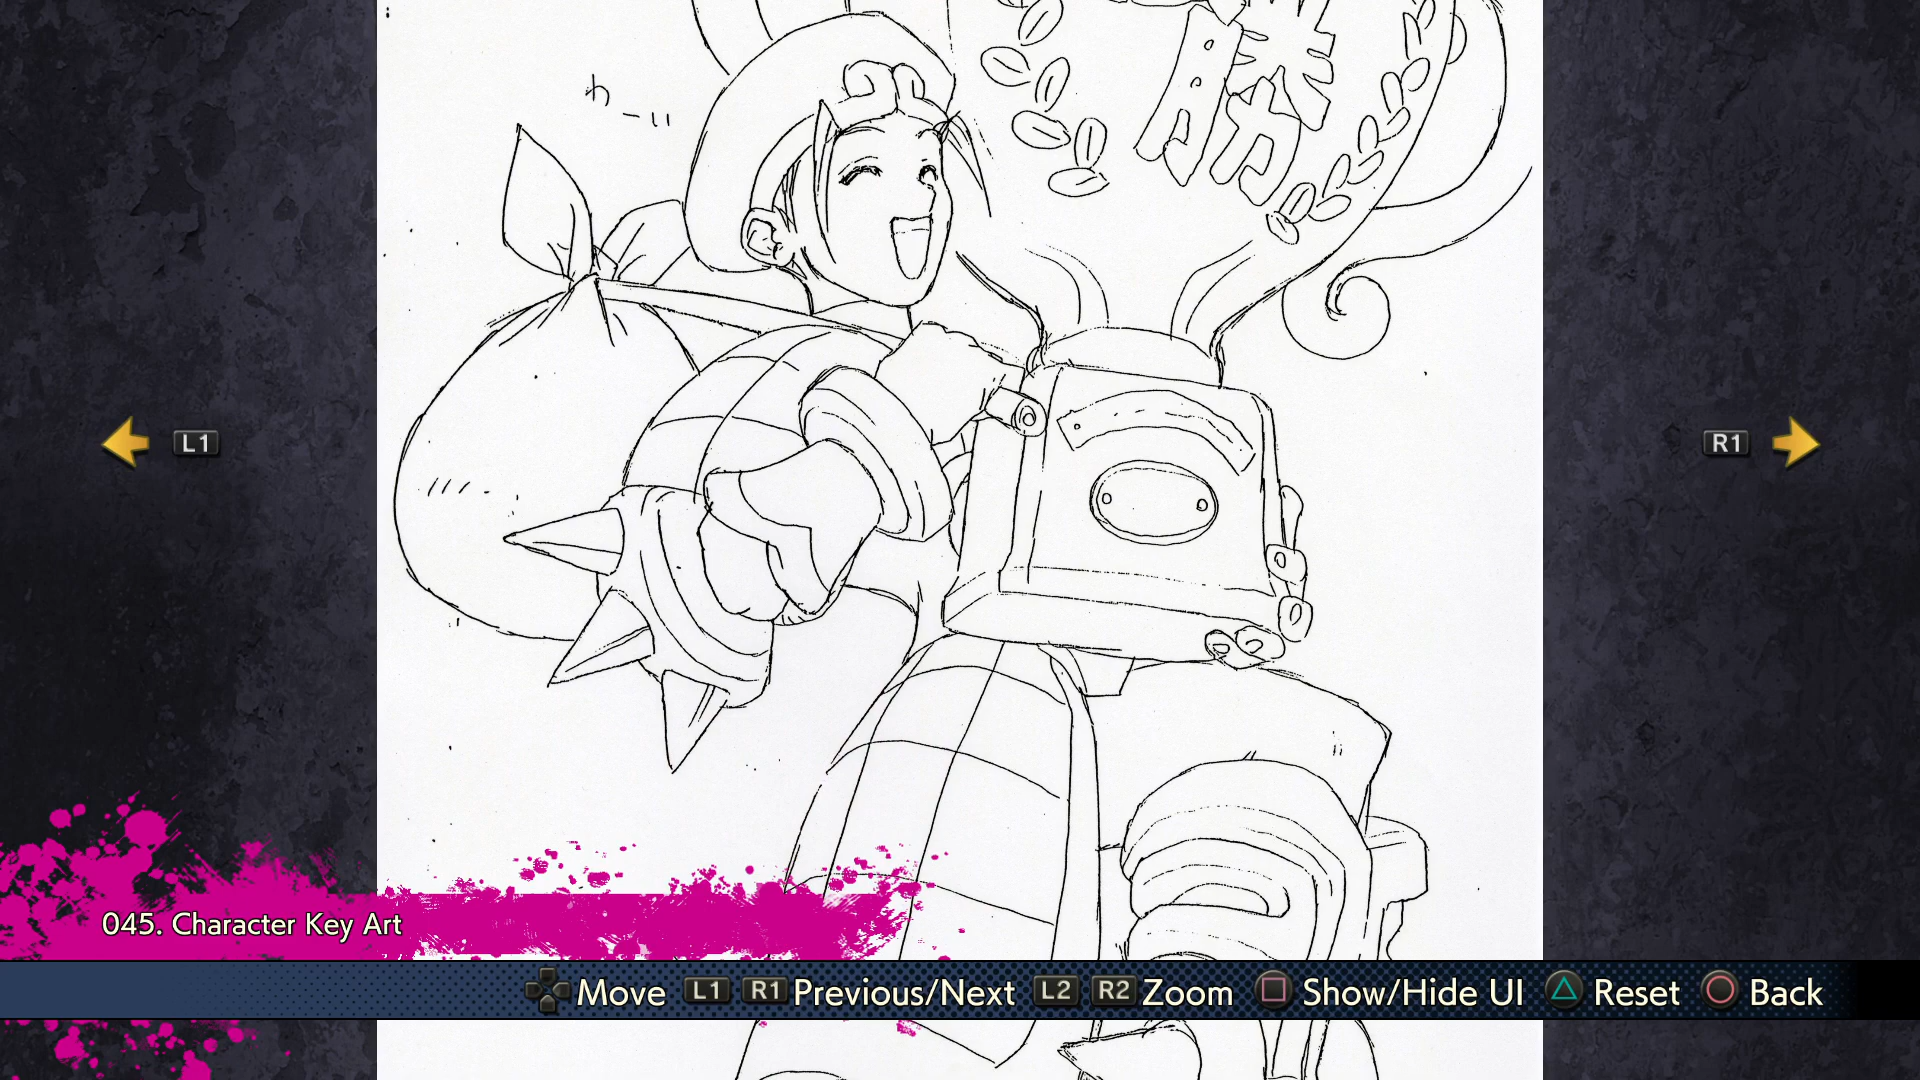 勝
わーい
L1
R1
045. Character Key Art
Move L1 R1 Previous/Next L2 R2 Zoom Show/Hide UI Reset Back